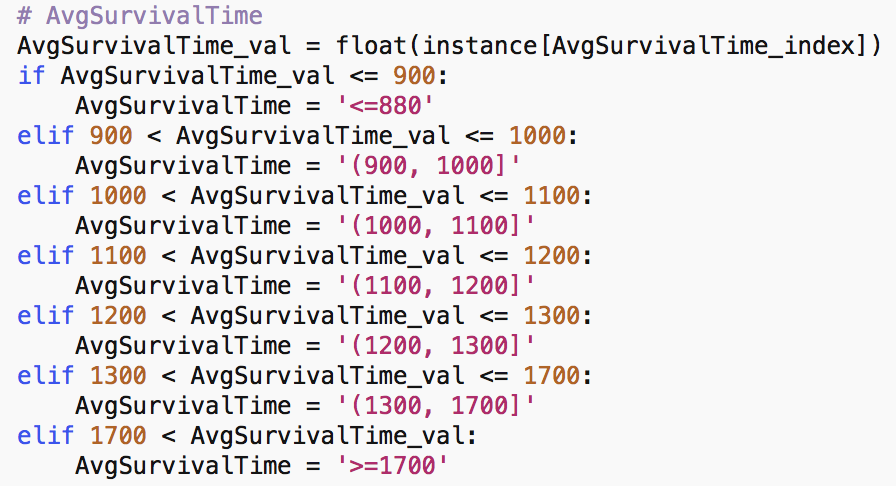 # AvgSurvivalTime
AvgSurvivalTime_val = float(instance[AvgSurvivalTime_index])
if AvgSurvivalTime_val <= 900:
    AvgSurvivalTime = '<=880'
elif 900 < AvgSurvivalTime_val <= 1000:
    AvgSurvivalTime = '(900, 1000]'
elif 1000 < AvgSurvivalTime_val <= 1100:
    AvgSurvivalTime = '(1000, 1100]'
elif 1100 < AvgSurvivalTime_val <= 1200:
    AvgSurvivalTime = '(1100, 1200]'
elif 1200 < AvgSurvivalTime_val <= 1300:
    AvgSurvivalTime = '(1200, 1300]'
elif 1300 < AvgSurvivalTime_val <= 1700:
    AvgSurvivalTime = '(1300, 1700]'
elif 1700 < AvgSurvivalTime_val:
    AvgSurvivalTime = '>=1700'